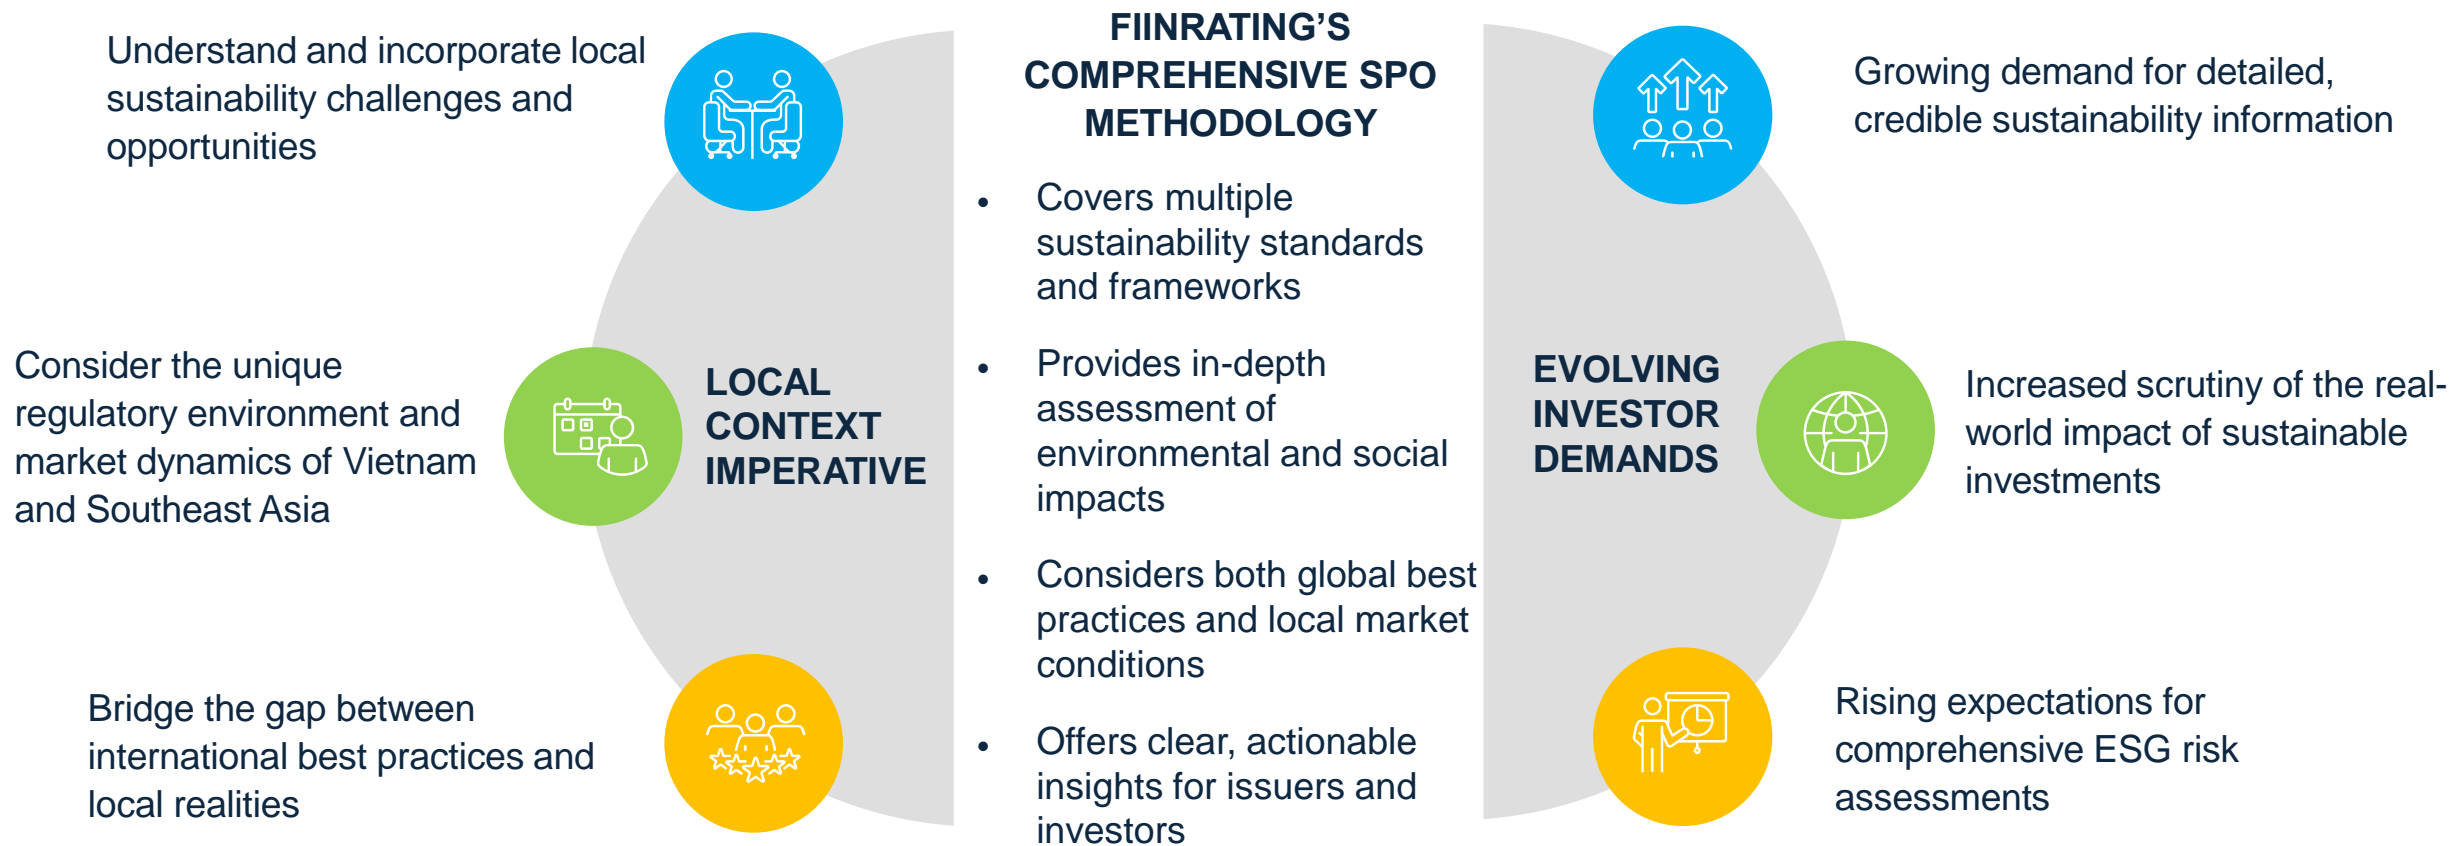 Understand and incorporate local
sustainability challenges and
opportunities
Consider the unique
regulatory environment and
market dynamics of Vietnam
and Southeast Asia
Bridge the gap between
international best practices and
local realities
LOCAL
CONTEXT
IMPERATIVE
FIINRATING’S
COMPREHENSIVE SPO
METHODOLOGY
• Covers multiple
sustainability standards
and frameworks
• Provides in-depth
assessment of
environmental and social
impacts
• Considers both global best
practices and local market
conditions
• Offers clear, actionable
insights for issuers and
investors
EVOLVING
INVESTOR
DEMANDS
Growing demand for detailed,
credible sustainability information
Increased scrutiny of the real-
world impact of sustainable
investments
Rising expectations for
comprehensive ESG risk
assessments